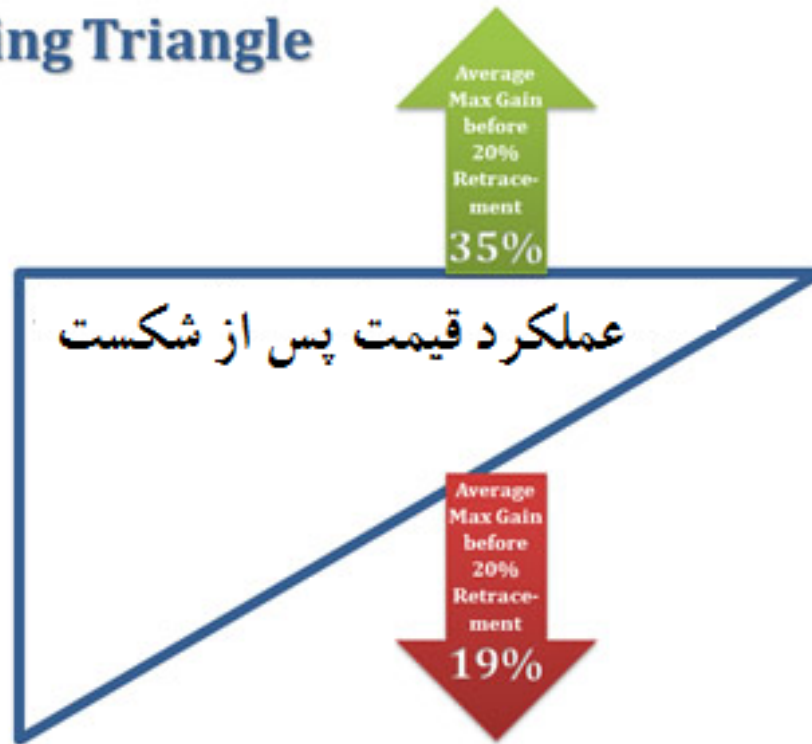 ing Triangle
Average
Max Gain
before
20%
Retrace-
ment
35%
عملکرد قیمت پس از شکست
Average
Max Gain
before
20%
Retrace-
ment
19%